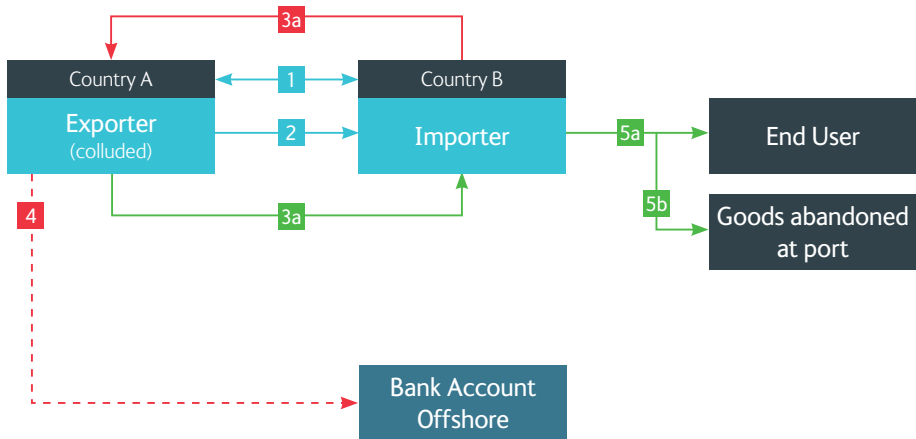 3a
Country A
1
Country B
Exporter
(colluded)
2
Importer
5a
End User
4
3a
5b
Goods abandoned
at port
Bank Account
Offshore